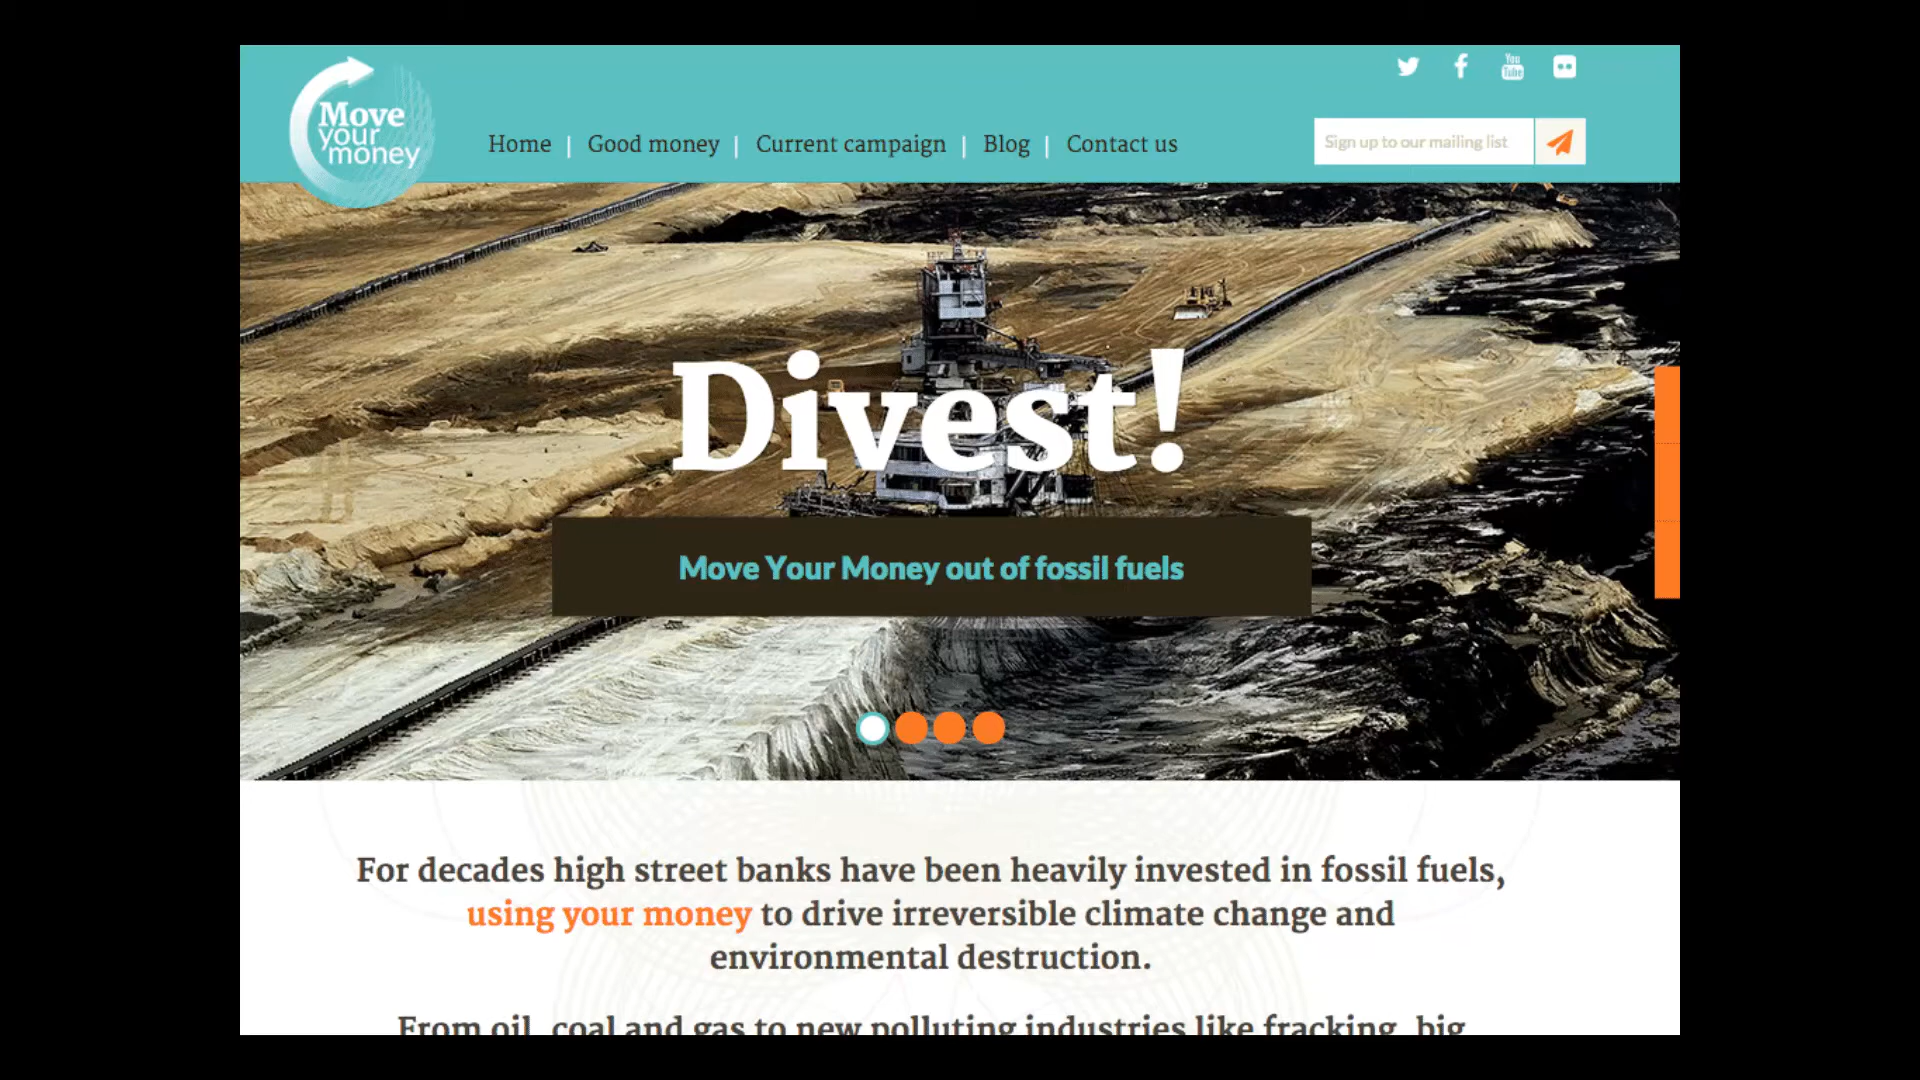 Move
your
money
You
Tube
Home | Good money | Current campaign | Blog | Contact us
Sign up to our mailing list
Divest!
Move Your Money out of fossil fuels
For decades high street banks have been heavily invested in fossil fuels,
using your money to drive irreversible climate change and
environmental destruction.
From oil, coal and gas to new polluting industries like fracking, big